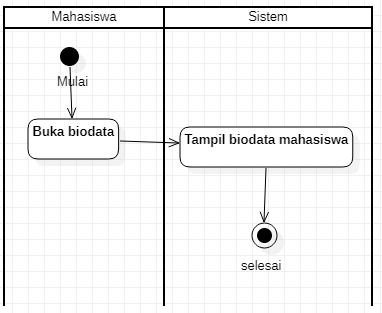 Mahasiswa
Sistem
Mulai
Buka biodata
Tampil biodata mahasiswa
selesai